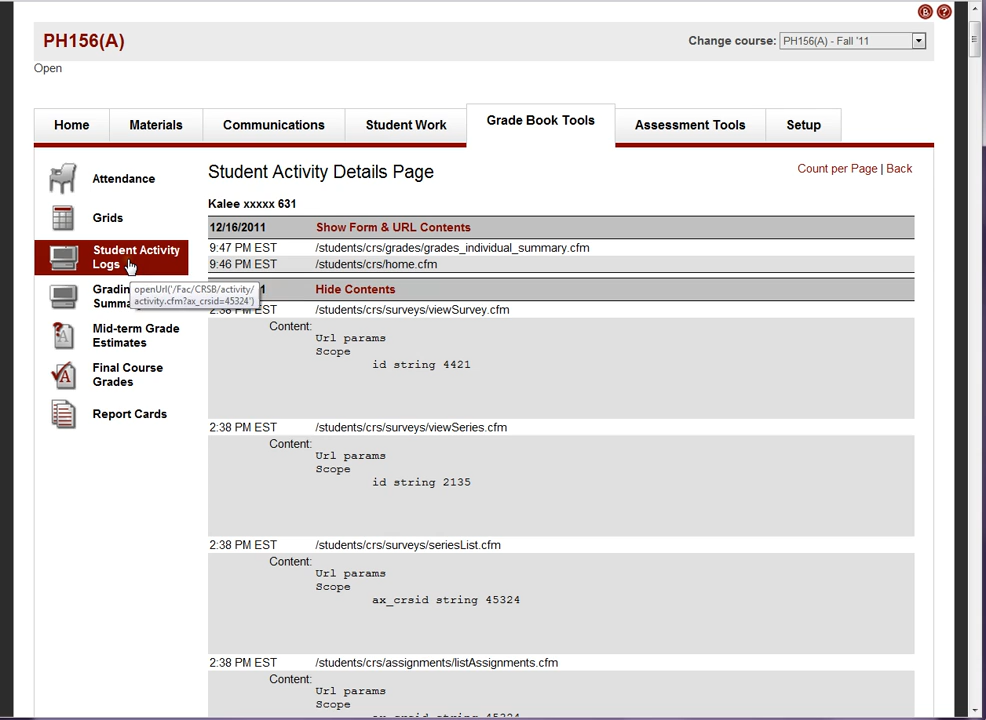 PH156(A)
Change course: PH156(A) - Fall '11
Open
Home
Materials
Communications
Student Work
Grade Book Tools
Assessment Tools
Setup
Attendance
Grids
Student Activity
Logs
Mid-term Grade
Estimates
Final Course
Grades
Report Cards
openUrl('/Fac/CRSB/activity/
activity.cfm?ax_crsid=45324')
Student Activity Details Page
Count per Page | Back
Kalee xxxxx 631
12/16/2011 Show Form & URL Contents
9:47 PM EST /students/crs/grades/grades_individual_summary.cfm
9:46 PM EST /students/crs/home.cfm
Hide Contents
2:38 PM EST /students/crs/surveys/viewSurvey.cfm
Content:
Url params
Scope
id string 4421
2:38 PM EST /students/crs/surveys/viewSeries.cfm
Content:
Url params
Scope
id string 2135
2:38 PM EST /students/crs/surveys/seriesList.cfm
Content:
Url params
Scope
ax_crsid string 45324
2:38 PM EST /students/crs/assignments/listAssignments.cfm
Content:
Url params
Scope
ax_crsid string 45324